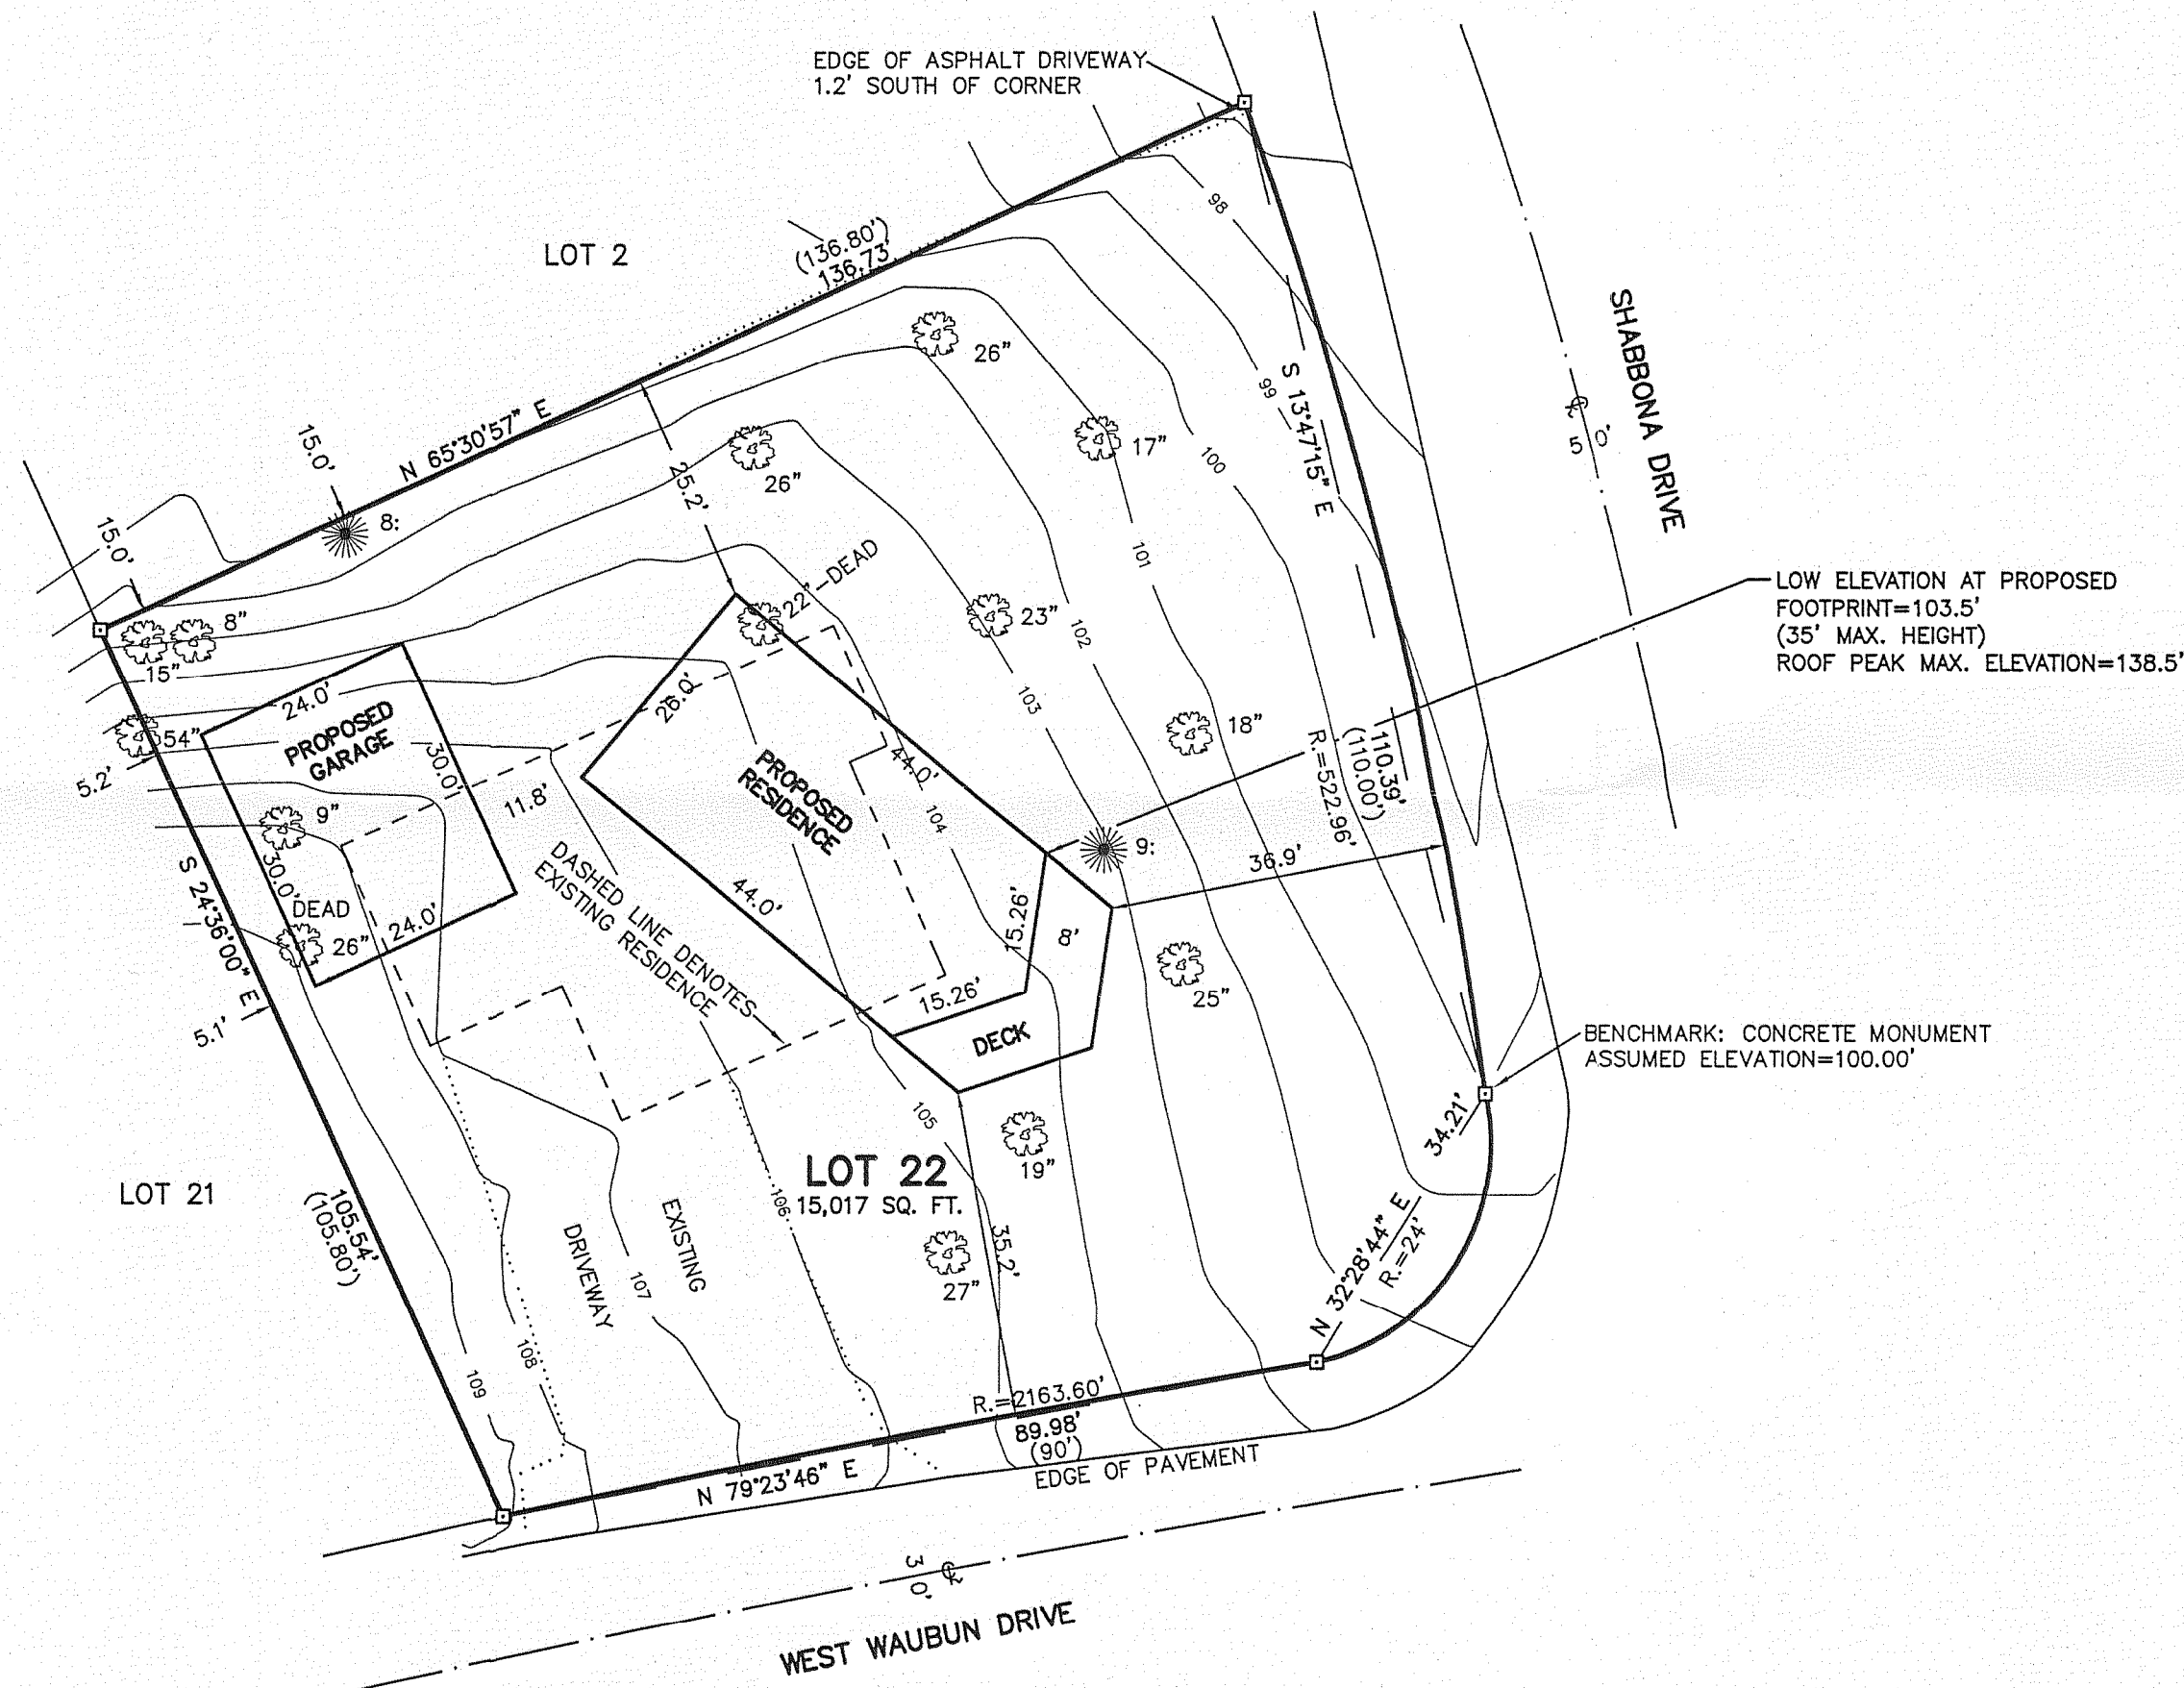 EDGE OF ASPHALT DRIVEWAY
1.2' SOUTH OF CORNER
LOT 2
(136.80')
136.73'
N 65°30'57" E
15.0'
15.0'
8:
8"
15"
54"
5.2'
24.0'
PROPOSED
GARAGE
30.0'
9"
30.0'
DEAD
26"
24.0'
11.8'
S 24°36'00" E
5.1'
LOT 21
105.54'
(105.80')
26"
26"
17"
25.2'
22"
DEAD
23"
18"
26.0'
PROPOSED
RESIDENCE
44.0'
44.0'
DASHED LINE DENOTES
EXISTING RESIDENCE
15.26'
15.26'
8'
DECK
9:
36.9'
25"
98
99
100
101
102
103
104
105
106
107
108
109
S 13°47'15" E
SHABBONA DRIVE
5 0'
LOW ELEVATION AT PROPOSED
FOOTPRINT=103.5'
(35' MAX. HEIGHT)
ROOF PEAK MAX. ELEVATION=138.5'
110.39'
(110.00')
R.=522.96'
BENCHMARK: CONCRETE MONUMENT
ASSUMED ELEVATION=100.00'
34.21'
N 32°28'44" E
R.=24'
19"
LOT 22
15,017 SQ. FT.
27"
35.2'
EXISTING
DRIVEWAY
R.=2163.60'
89.98'
(90')
N 79°23'46" E
EDGE OF PAVEMENT
3 0'
WEST WAUBUN DRIVE